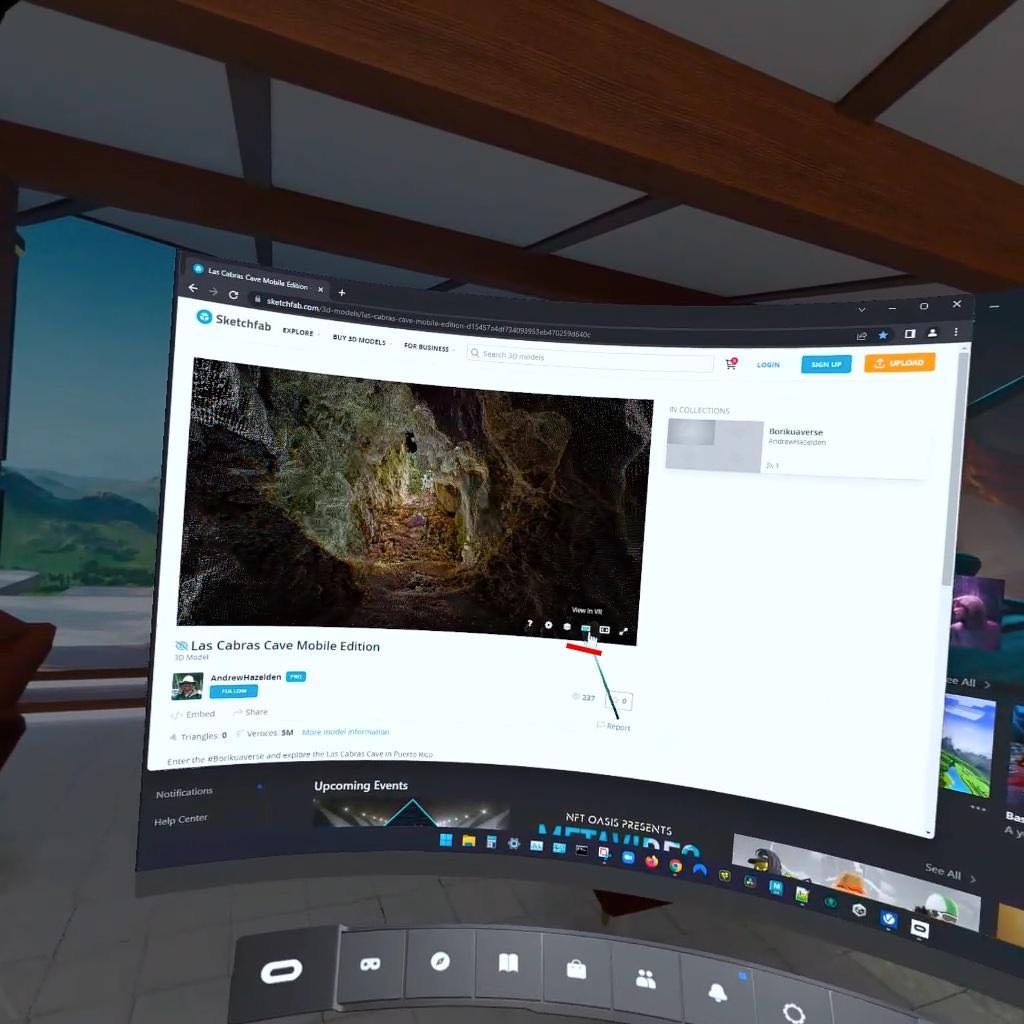 Las Cabras Cave Mobile Edition
sketchfab.com/3d-models/las-cabras-cave-mobile-edition-d15457a4df734093953eb470259d640c
Sketchfab
EXPLORE
BUY 3D MODELS
FOR BUSINESS
Search 3D models
LOGIN
SIGN UP
UPLOAD
IN COLLECTIONS
Borikuaverse
AndrewHazelden
View in VR
Las Cabras Cave Mobile Edition
3D Model
AndrewHazelden PRO
FOLLOW
237
0
Embed
Share
Report
Triangles: 0
Vertices: 5M
More model information
Enter the #Borikuaverse and explore the Las Cabras Cave in Puerto Rico
Notifications
Help Center
Upcoming Events
NFT OASIS PRESENTS
METAVIDEO
See All
ee All
Bas
A y